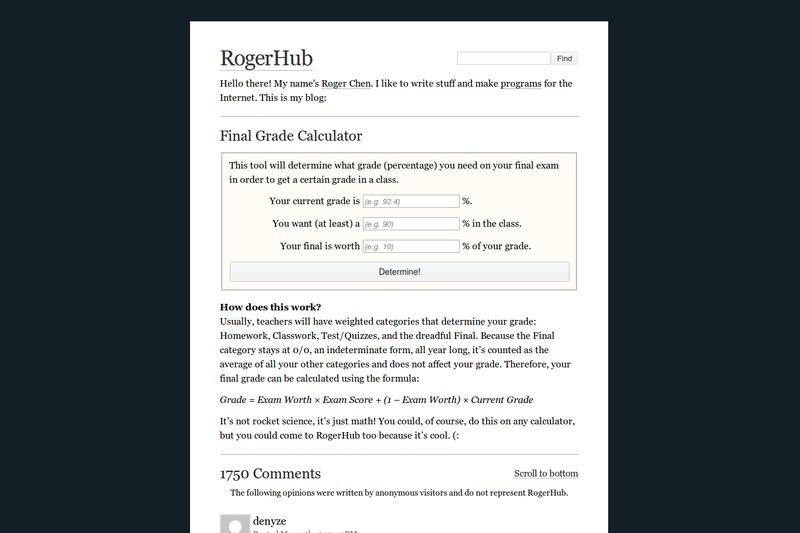 RogerHub
Find
Hello there! My name's Roger Chen. I like to write stuff and make programs for the
Internet. This is my blog:
Final Grade Calculator
This tool will determine what grade (percentage) you need on your final exam
in order to get a certain grade in a class.
Your current grade is (e.g. 92.4) %.
You want (at least) a (e.g. 90) % in the class.
Your final is worth (e.g. 10) % of your grade.
Determine!
How does this work?
Usually, teachers will have weighted categories that determine your grade:
Homework, Classwork, Test/Quizzes, and the dreadful Final. Because the Final
category stays at 0/0, an indeterminate form, all year long, it's counted as the
average of all your other categories and does not affect your grade. Therefore, your
final grade can be calculated using the formula:
Grade = Exam Worth × Exam Score + (1 – Exam Worth) × Current Grade
It's not rocket science, it's just math! You could, of course, do this on any calculator,
but you could come to RogerHub too because it's cool. (:
1750 Comments
Scroll to bottom
The following opinions were written by anonymous visitors and do not represent RogerHub.
denyze